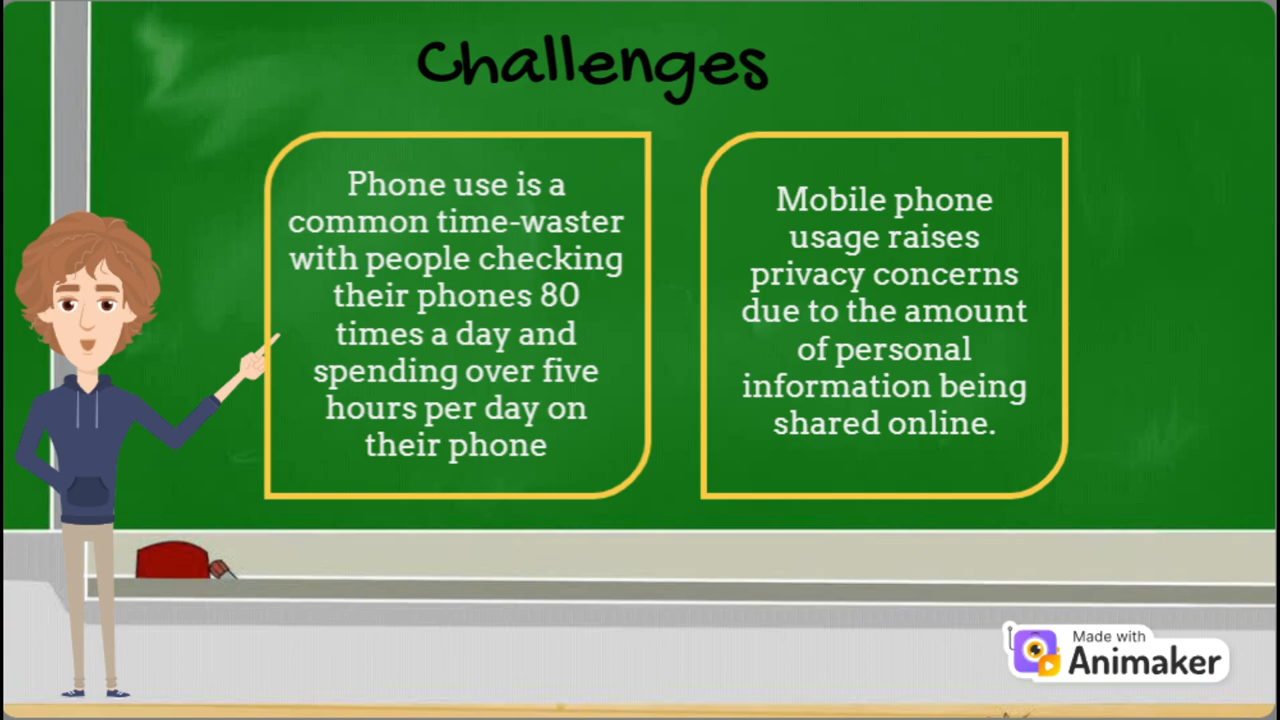 Challenges
Phone use is a
common time-waster
with people checking
their phones 80
times a day and
spending over five
hours per day on
their phone
Mobile phone
usage raises
privacy concerns
due to the amount
of personal
information being
shared online.
Made with
Animaker